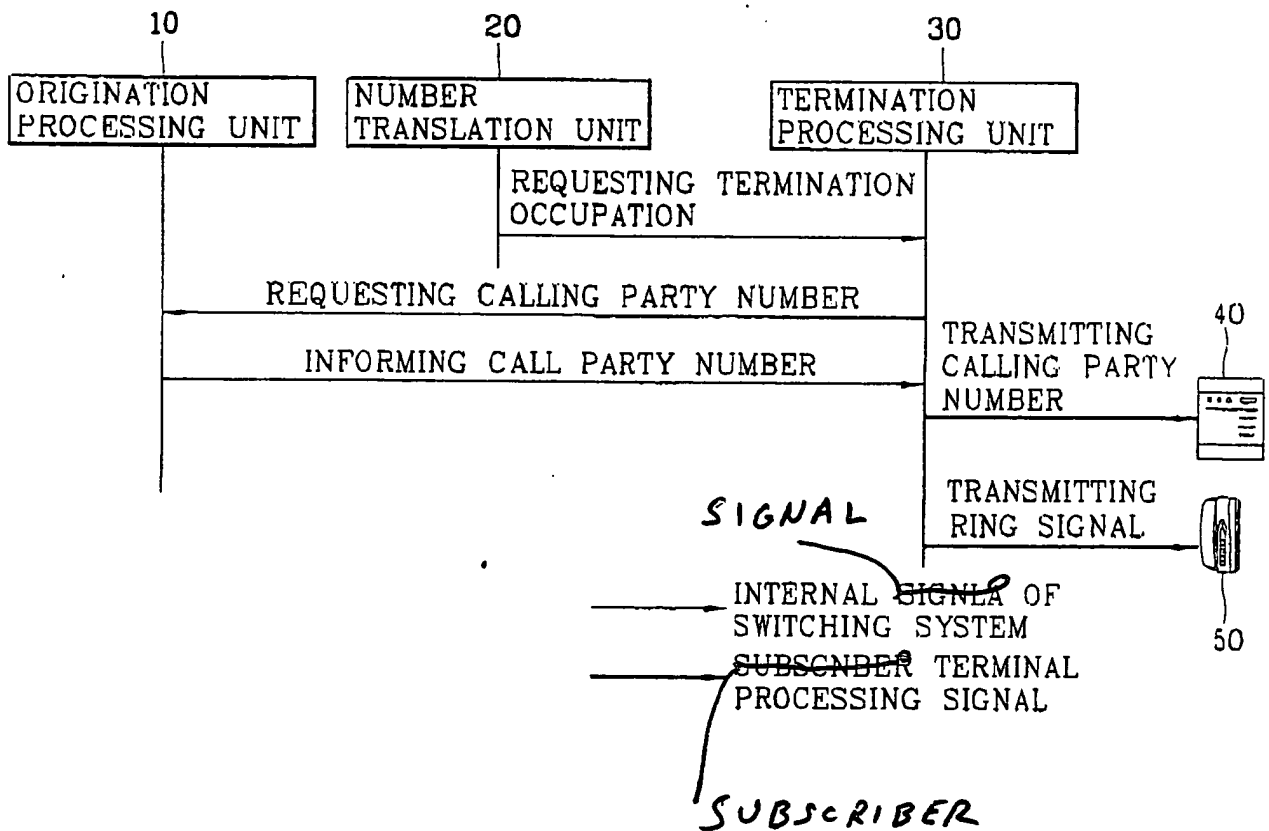 10
20
30
ORIGINATION
PROCESSING UNIT
NUMBER
TRANSLATION UNIT
TERMINATION
PROCESSING UNIT
REQUESTING TERMINATION
OCCUPATION
REQUESTING CALLING PARTY NUMBER
INFORMING CALL PARTY NUMBER
TRANSMITTING
CALLING PARTY
NUMBER
40
TRANSMITTING
RING SIGNAL
50
SIGNAL
INTERNAL SIGNLA OF
SWITCHING SYSTEM
SUBSCNBER TERMINAL
PROCESSING SIGNAL
SUBSCRIBER